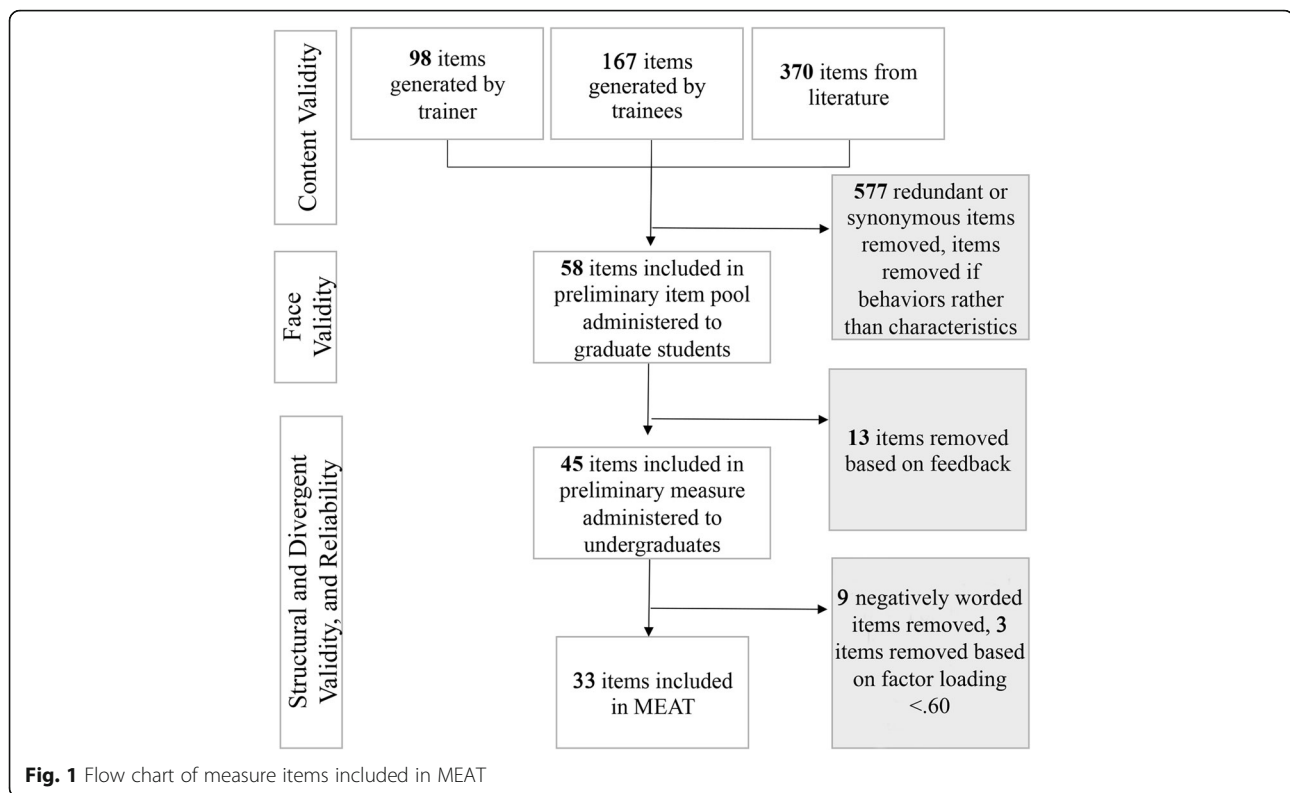 Content Validity
98 items
generated by
trainer
167 items
generated by
trainees
370 items from
literature
577 redundant or
synonymous items
removed, items
removed if
behaviors rather
than characteristics
Face
Validity
58 items included in
preliminary item pool
administered to
graduate students
13 items removed
based on feedback
Structural and Divergent
Validity, and Reliability
45 items included in
preliminary measure
administered to
undergraduates
9 negatively worded
items removed, 3
items removed based
on factor loading
<.60
33 items included
in MEAT
Fig. 1 Flow chart of measure items included in MEAT